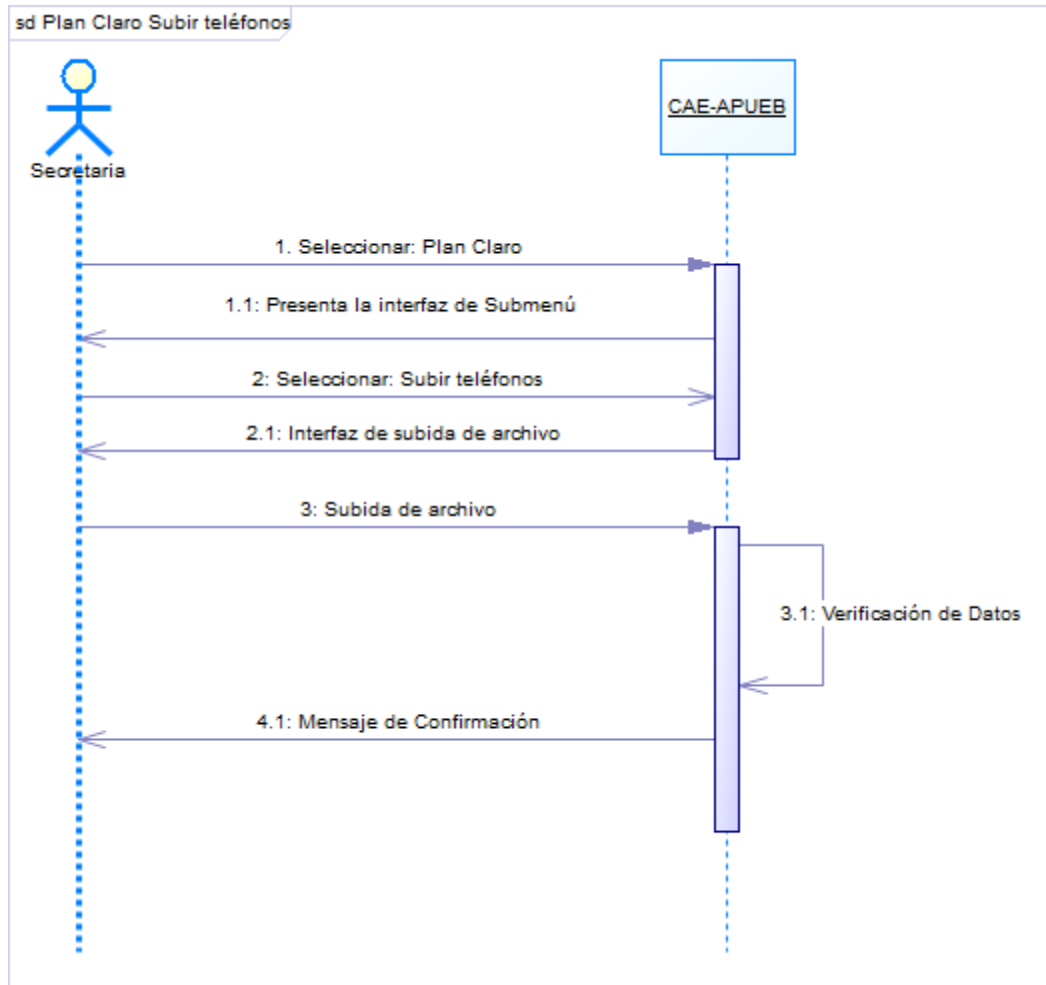 sd Plan Claro Subir teléfonos
CAE-APUEB
Secretaria
1. Seleccionar: Plan Claro
1.1: Presenta la interfaz de Submenú
2: Seleccionar: Subir teléfonos
2.1: Interfaz de subida de archivo
3: Subida de archivo
3.1: Verificación de Datos
4.1: Mensaje de Confirmación